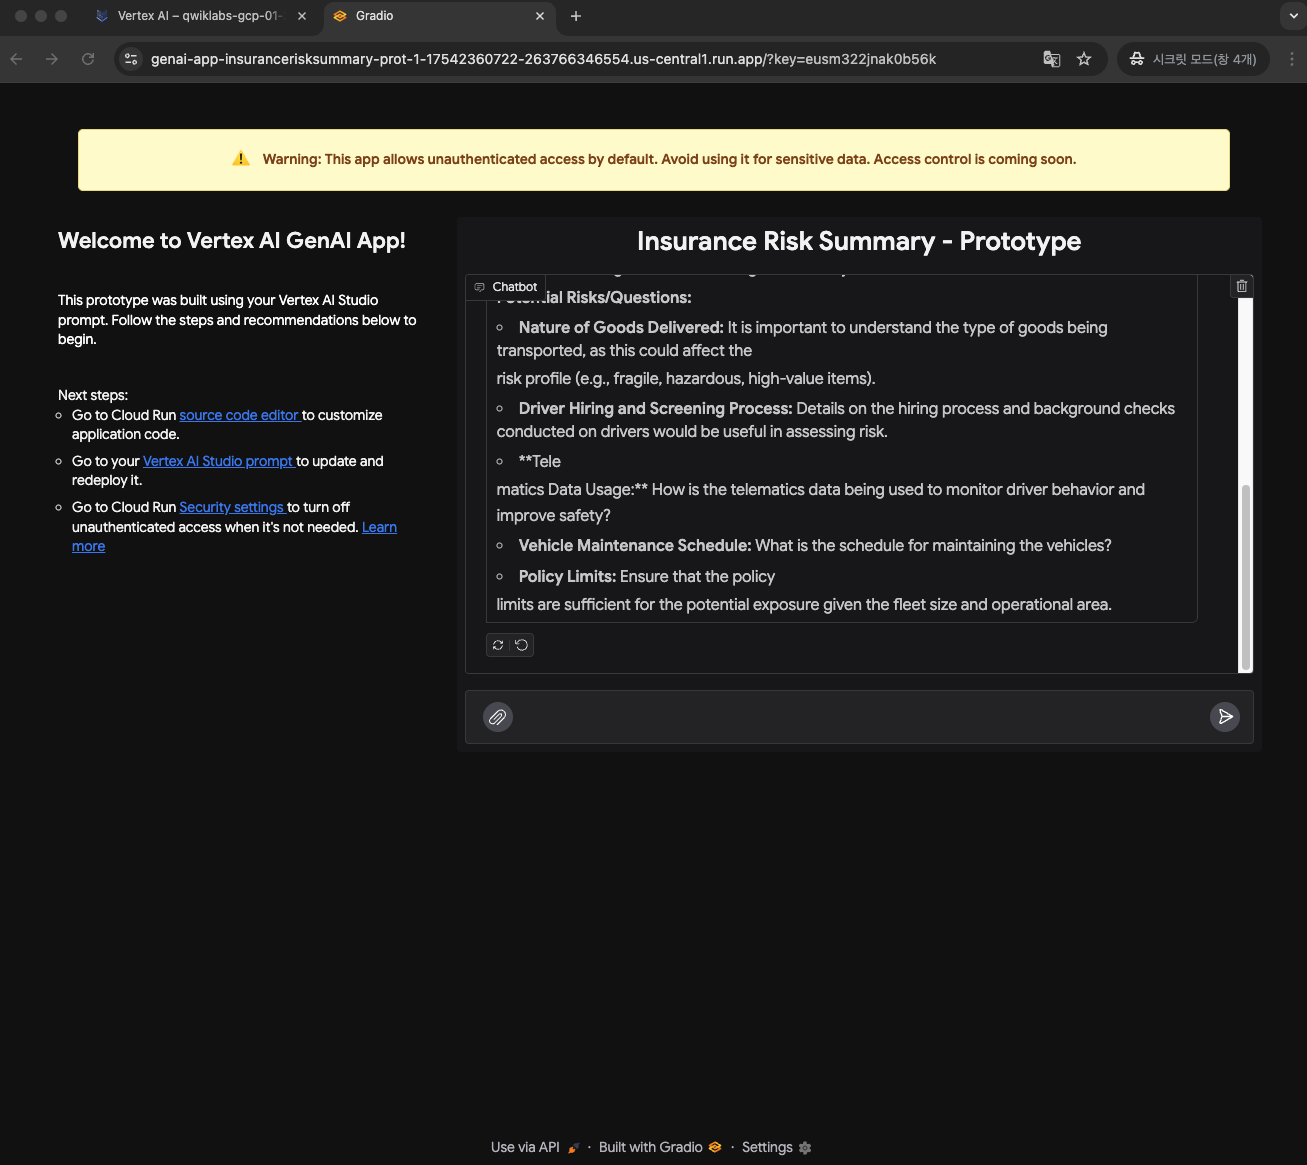 Vertex AI – qwiklabs-gcp-01-
Gradio
genai-app-insurancerisksummary-prot-1-17542360722-263766346554.us-central1.run.app/?key=eusm322jnak0b56k
시크릿 모드(창 4개)
Warning: This app allows unauthenticated access by default. Avoid using it for sensitive data. Access control is coming soon.
Welcome to Vertex AI GenAI App!
This prototype was built using your Vertex AI Studio
prompt. Follow the steps and recommendations below to
begin.
Next steps:
Go to Cloud Run source code editor to customize
application code.
Go to your Vertex AI Studio prompt to update and
redeploy it.
Go to Cloud Run Security settings to turn off
unauthenticated access when it's not needed. Learn
more
Insurance Risk Summary - Prototype
Chatbot
Risks/Questions:
Nature of Goods Delivered: It is important to understand the type of goods being
transported, as this could affect the
risk profile (e.g., fragile, hazardous, high-value items).
Driver Hiring and Screening Process: Details on the hiring process and background checks
conducted on drivers would be useful in assessing risk.
**Tele
matics Data Usage:** How is the telematics data being used to monitor driver behavior and
improve safety?
Vehicle Maintenance Schedule: What is the schedule for maintaining the vehicles?
Policy Limits: Ensure that the policy
limits are sufficient for the potential exposure given the fleet size and operational area.
Use via API · Built with Gradio · Settings